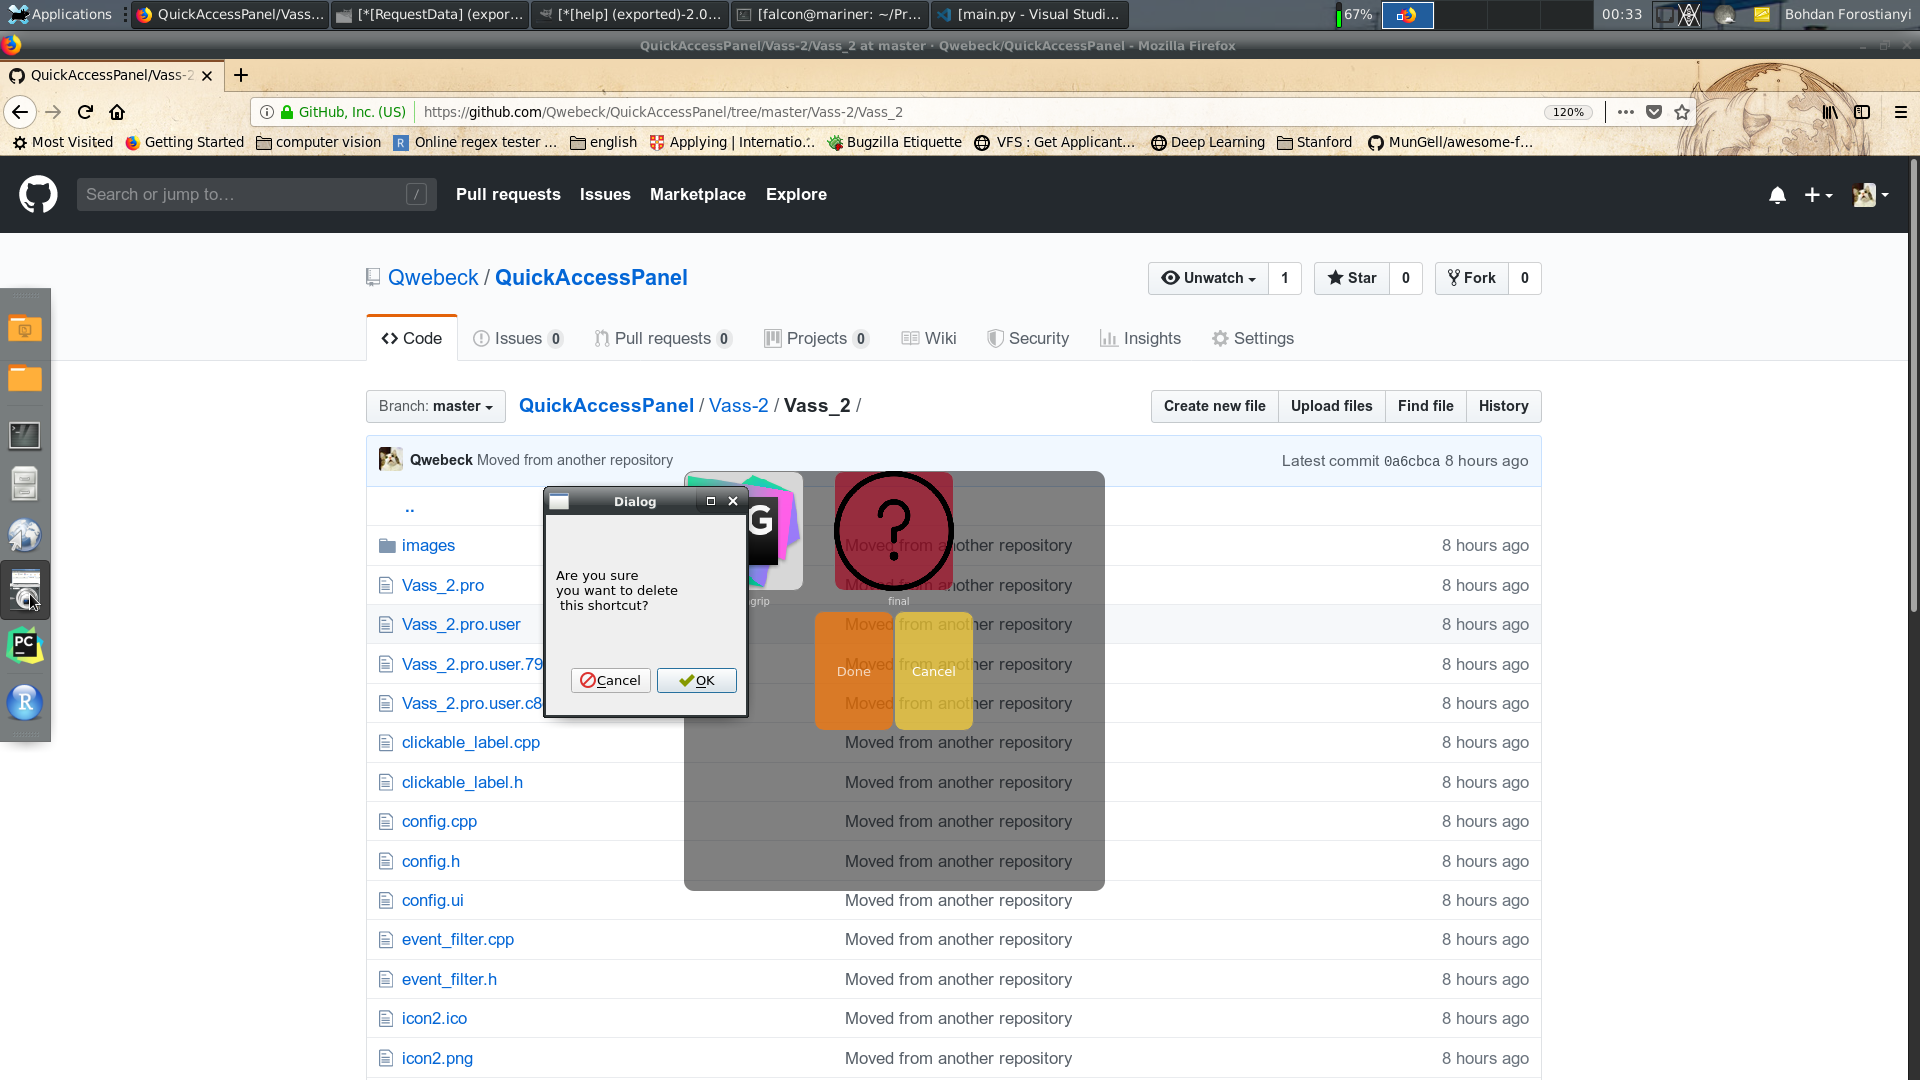 Applications
QuickAccessPanel/Vass...
[*[RequestData] (expor...
[*[help] (exported)-2.0...
[falcon@mariner: ~/Pr...
[main.py - Visual Studi...
67%
00:33
Bohdan Forostianyi
QuickAccessPanel/Vass-2/Vass_2 at master · Qwebeck/QuickAccessPanel - Mozilla Firefox
QuickAccessPanel/Vass-2
GitHub, Inc. (US)
https://github.com/Qwebeck/QuickAccessPanel/tree/master/Vass-2/Vass_2
120%
Most Visited
Getting Started
computer vision
R
Online regex tester ...
english
Applying | Internatio...
Bugzilla Etiquette
VFS : Get Applicant...
Deep Learning
Stanford
MunGell/awesome-f...
Search or jump to...
/
Pull requests
Issues
Marketplace
Explore
Qwebeck / QuickAccessPanel
Unwatch
1
Star
0
Fork
0
Code
Issues 0
Pull requests 0
Projects 0
Wiki
Security
Insights
Settings
Branch: master
QuickAccessPanel / Vass-2 / Vass_2 /
Create new file
Upload files
Find file
History
Qwebeck Moved from another repository
Latest commit 0a6cbca 8 hours ago
..
images
Moved from another repository
8 hours ago
Vass_2.pro
Moved from another repository
8 hours ago
Vass_2.pro.user
Moved from another repository
8 hours ago
Vass_2.pro.user.79
Moved from another repository
8 hours ago
Vass_2.pro.user.c8
Moved from another repository
8 hours ago
clickable_label.cpp
Moved from another repository
8 hours ago
clickable_label.h
Moved from another repository
8 hours ago
config.cpp
Moved from another repository
8 hours ago
config.h
Moved from another repository
8 hours ago
config.ui
Moved from another repository
8 hours ago
event_filter.cpp
Moved from another repository
8 hours ago
event_filter.h
Moved from another repository
8 hours ago
icon2.ico
Moved from another repository
8 hours ago
icon2.png
Moved from another repository
8 hours ago
Dialog
Are you sure
you want to delete
this shortcut?
Cancel
OK
G
grip
?
final
Done
Cancel
PC
R